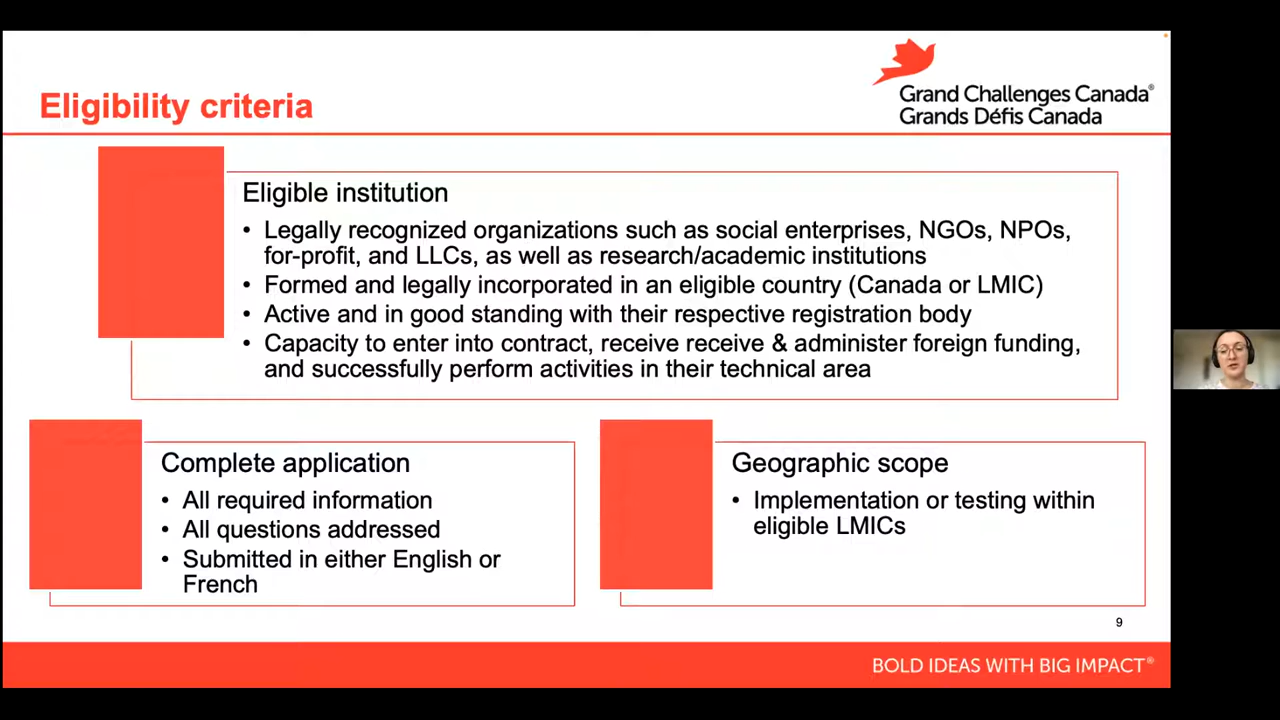 Eligibility criteria
Grand Challenges Canada®
Grands Défis Canada
Eligible institution
• Legally recognized organizations such as social enterprises, NGOs, NPOs,
for-profit, and LLCs, as well as research/academic institutions
• Formed and legally incorporated in an eligible country (Canada or LMIC)
• Active and in good standing with their respective registration body
• Capacity to enter into contract, receive receive & administer foreign funding,
and successfully perform activities in their technical area
Complete application
• All required information
• All questions addressed
• Submitted in either English or
French
Geographic scope
• Implementation or testing within
eligible LMICs
9
BOLD IDEAS WITH BIG IMPACT®